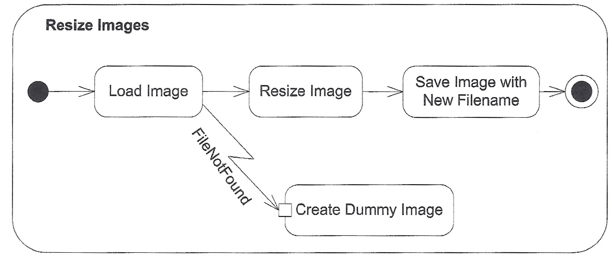 Resize Images
Load Image
Resize Image
Save Image with
New Filename
FileNotFound
Create Dummy Image